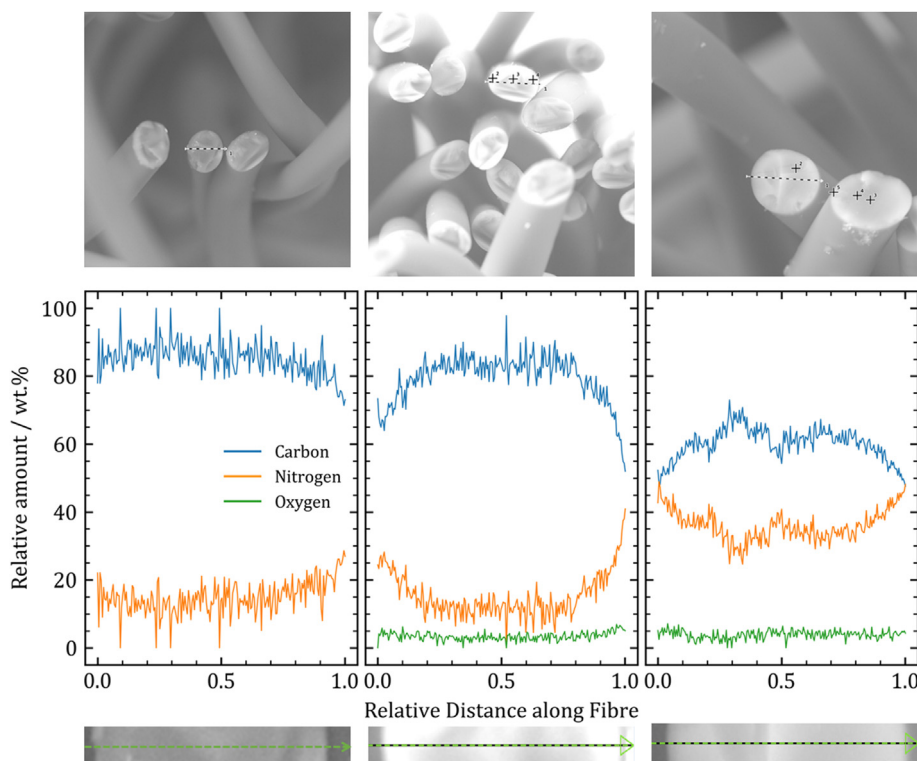 Relative amount / wt.%
100
80
60
40
20
0
Carbon
Nitrogen
Oxygen
0.0 0.5 1.0 0.0 0.5 1.0 0.0 0.5 1.0
Relative Distance along Fibre